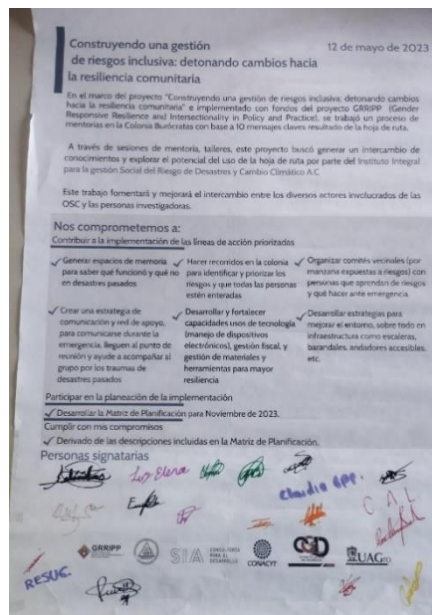 Construyendo una gestión
12 de mayo de 2023
de riesgos inclusiva: detonando cambios hacia
la resiliencia comunitaria
En el marco del proyecto "Construyendo una gestión de riesgos inclusiva: detonando cambios
hacia la resiliencia comunitaria" e implementado con fondos del proyecto GRRIPP (Gender
Responsive Resilience and Intersectionality in Policy and Practice), se trabajó un proceso de
mentorías en la Colonia Burócratas con base a 10 mensajes claves resultado de la hoja de ruta.
A través de sesiones de mentoría, talleres, este proyecto buscó generar un intercambio de
conocimientos y explorar el potencial del uso de la hoja de ruta por parte del Instituto Integral
para la gestión Social del Riesgo de Desastres y Cambio Climático A.C
Este trabajo fomentará y mejorará el intercambio entre los diversos actores involucrados de las
OSC y las personas investigadoras.
Nos comprometemos a:
Contribuir a la implementación de las líneas de acción priorizadas
✓ Generar espacios de memoria
para saber qué funcionó y qué no
en desastres pasados
✓ Hacer recorridos en la colonia
para identificar y priorizar los
riesgos y que todas las personas
estén enteradas
✓ Organizar comités vecinales (por
manzana expuestas a riesgos) con
personas que aprendan de riesgos
y qué hacer ante emergencia.
✓ Crear una estrategia de
comunicación y red de apoyo,
para comunicarse durante la
emergencia, lleguen al punto de
reunión y ayude a acompañar al
grupo por los traumas de
desastres pasados
✓ Desarrollar y fortalecer
capacidades usos de tecnología
(manejo de dispositivos
electrónicos), gestión fiscal, y
gestión de materiales y
herramientas para mayor
resiliencia
✓ Desarrollar estrategias para
mejorar el entorno, sobre todo en
infraestructura como escaleras,
barandales, andadores accesibles,
etc.
Participar en la planeación de la implementación
✓ Desarrollar la Matriz de Planificación para Noviembre de 2023.
Cumplir con mis compromisos
✓ Derivado de las descripciones incluidas en la Matriz de Planificación.
Personas signatarias
Luz Elena
Claudia Gpp.
C A L
GRRIPP
SIA
CONACYT
UAGro
RESUG.